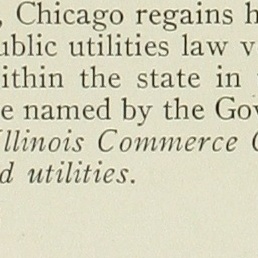 , Chicago regains h
ublic utilities law v
ithin the state in
e named by the Gov
llinois Commerce C
d utilities.